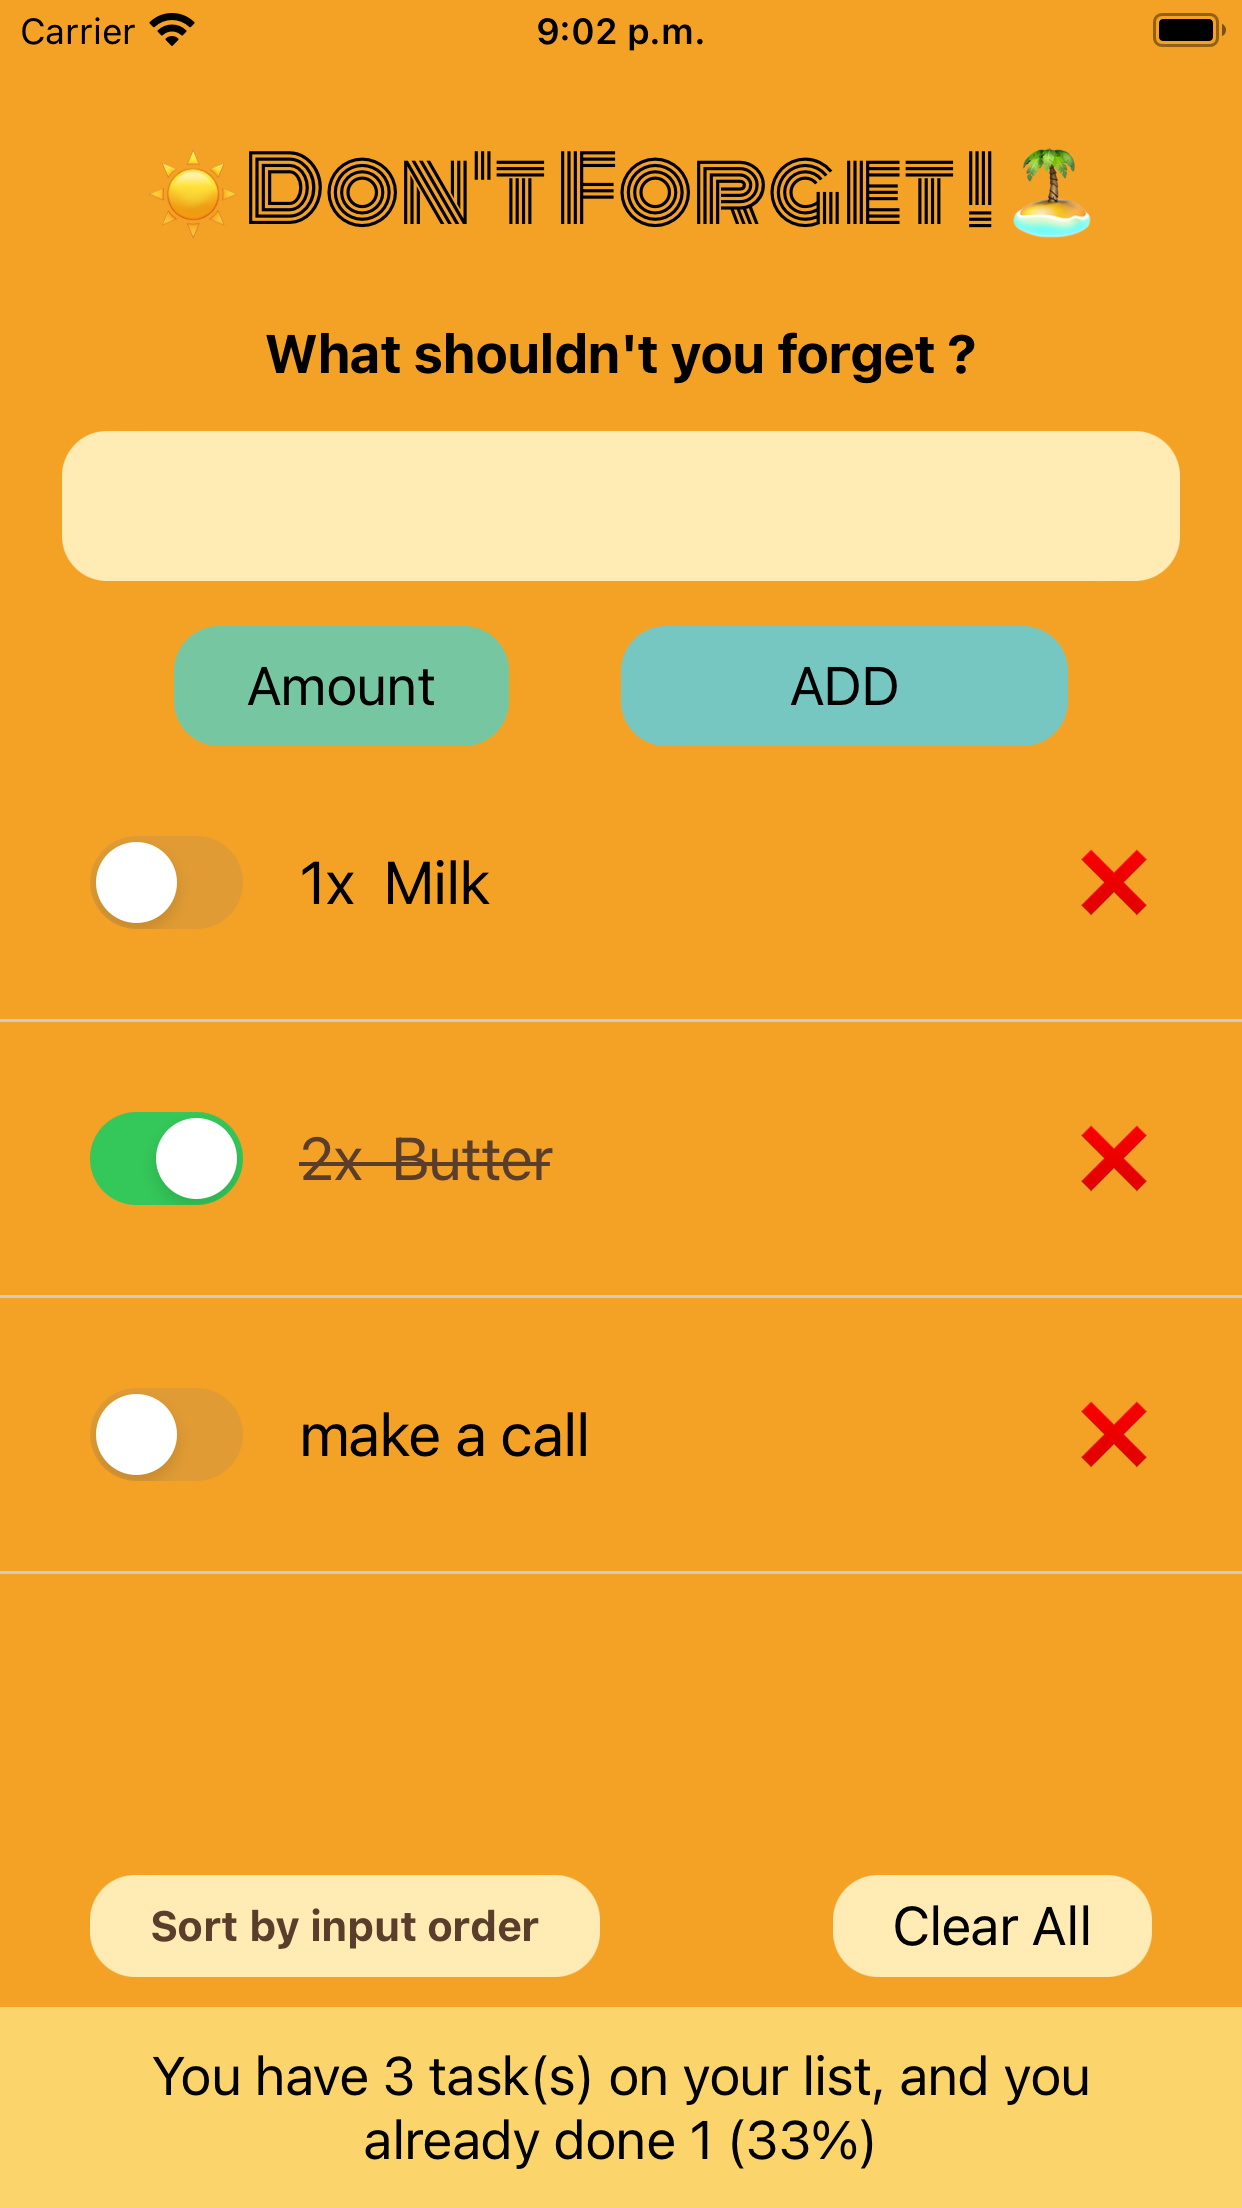 Carrier 9:02 p.m.
☀️DON'T FORGET!🏝️
What shouldn't you forget ?
Amount ADD
1x Milk
2x Butter
make a call
Sort by input order Clear All
You have 3 task(s) on your list, and you
already done 1 (33%)